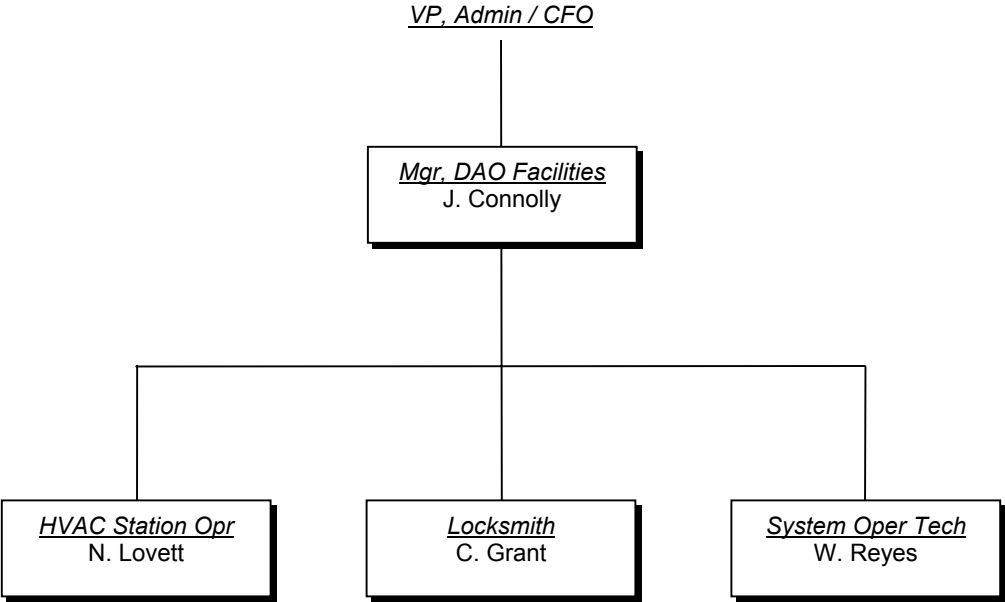 VP, Admin / CFO
Mgr, DAO Facilities
J. Connolly
HVAC Station Opr
N. Lovett
Locksmith
C. Grant
System Oper Tech
W. Reyes